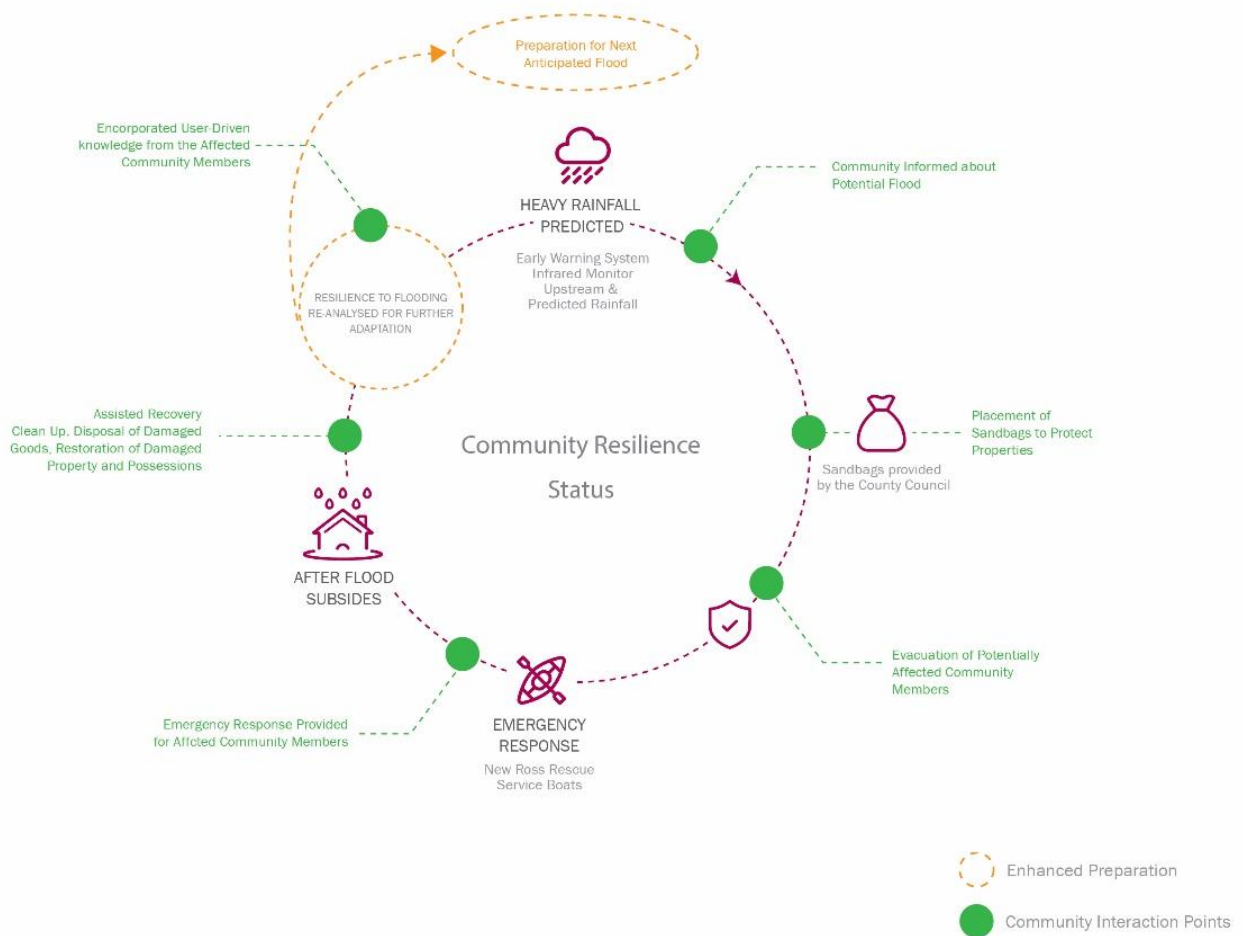 Preparation for Next
Anticipated Flood
Encorporated User-Driven
knowledge from the Affected
Community Members
HEAVY RAINFALL
PREDICTED
Early Warning System
Infrared Monitor
Upstream &
Predicted Rainfall
Community Informed about
Potential Flood
RESILIENCE TO FLOODING
RE-ANALYSED FOR FURTHER
ADAPTATION
Assisted Recovery
Clean Up, Disposal of Damaged
Goods, Restoration of Damaged
Property and Possessions
Community Resilience
Status
Placement of
Sandbags to Protect
Properties
Sandbags provided
by the County Council
AFTER FLOOD
SUBSIDES
Evacuation of Potentially
Affected Community
Members
Emergency Response Provided
for Affcted Community Members
EMERGENCY
RESPONSE
New Ross Rescue
Service Boats
Enhanced Preparation
Community Interaction Points